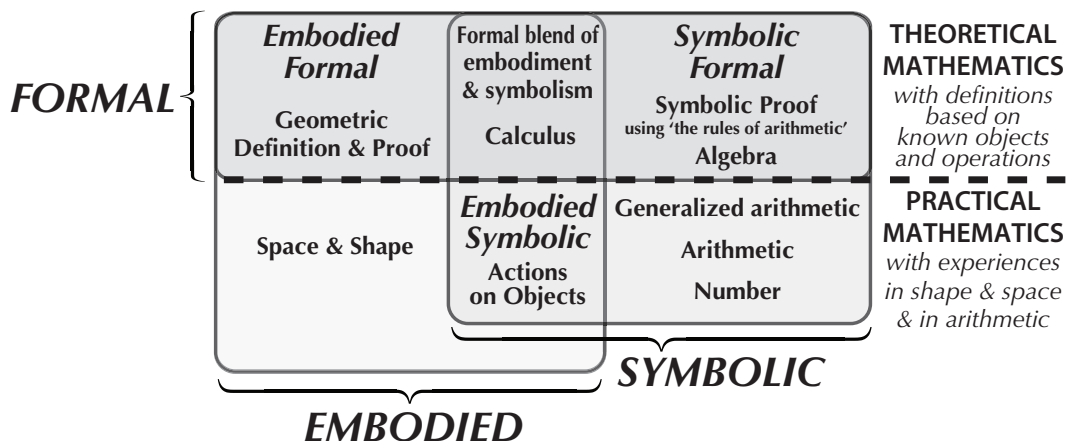 FORMAL
Embodied
Formal
Geometric
Definition & Proof
Formal blend of
embodiment
& symbolism
Calculus
Symbolic
Formal
Symbolic Proof
using ‘the rules of arithmetic’
Algebra
THEORETICAL
MATHEMATICS
with definitions
based on
known objects
and operations
Space & Shape
Embodied
Symbolic
Actions
on Objects
Generalized arithmetic
Arithmetic
Number
PRACTICAL
MATHEMATICS
with experiences
in shape & space
& in arithmetic
SYMBOLIC
EMBODIED